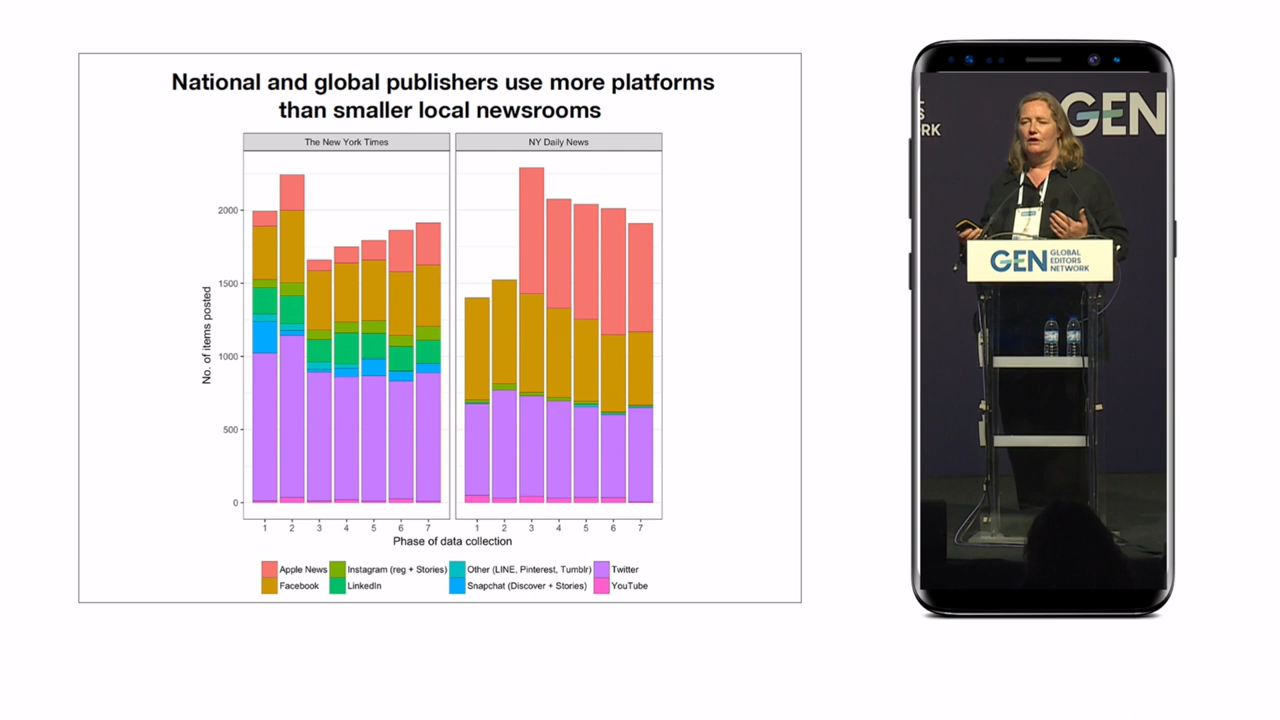 National and global publishers use more platforms
than smaller local newsrooms
The New York Times
NY Daily News
No. of items posted
2000
1500
1000
500
0
1 2 3 4 5 6 7
1 2 3 4 5 6 7
Phase of data collection
Apple News
Instagram (reg + Stories)
Other (LINE, Pinterest, Tumblr)
Twitter
Facebook
LinkedIn
Snapchat (Discover + Stories)
YouTube
GEN
S
RK
GEN GLOBAL
EDITORS
NETWORK